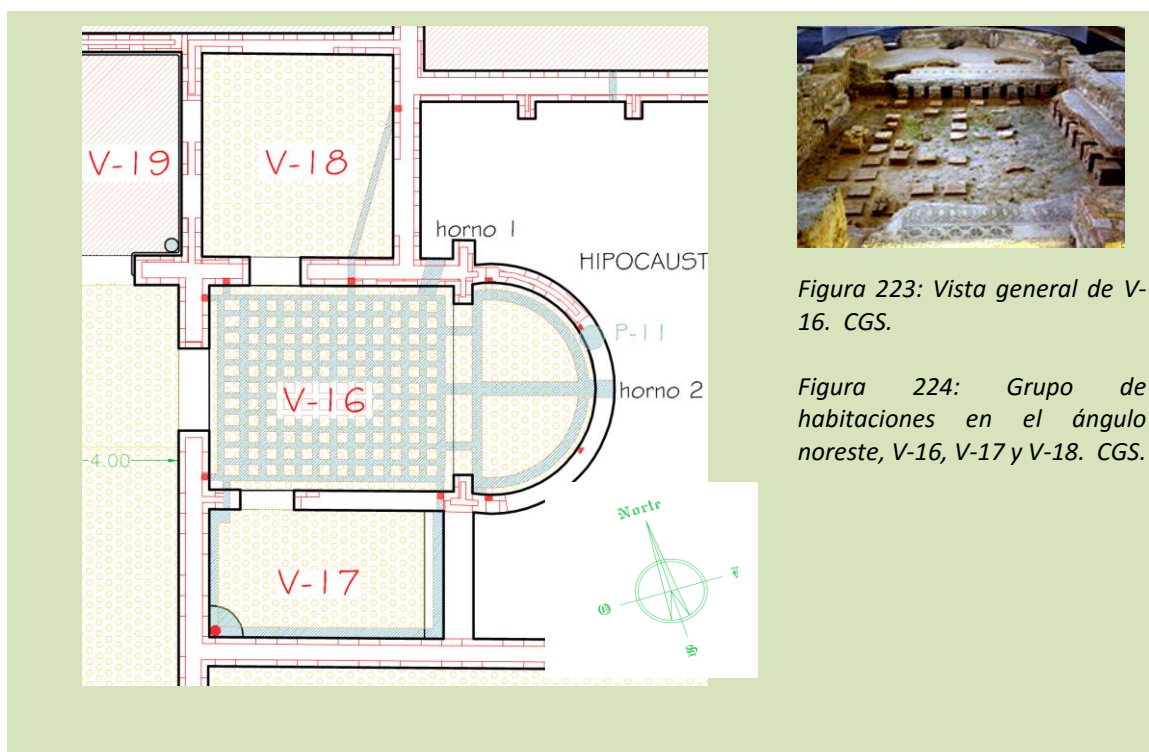 V-19
V-18
horno 1
HIPOCAUST
P-11
V-16
horno 2
4.00
V-17
Norte
O
S
Figura 223: Vista general de V-
16. CGS.
Figura 224: Grupo de
habitaciones en el ángulo
noreste, V-16, V-17 y V-18. CGS.